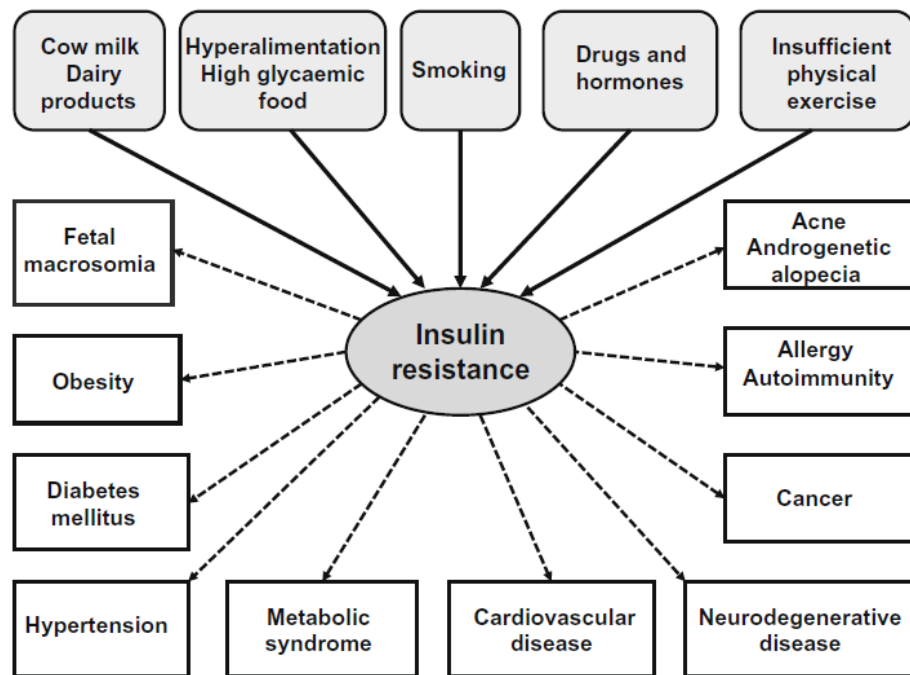 Cow milk
Dairy
products
Hyperalimentation
High glycaemic
food
Smoking
Drugs and
hormones
Insufficient
physical
exercise
Fetal
macrosomia
Acne
Androgenetic
alopecia
Insulin
resistance
Obesity
Allergy
Autoimmunity
Diabetes
mellitus
Cancer
Hypertension
Metabolic
syndrome
Cardiovascular
disease
Neurodegenerative
disease